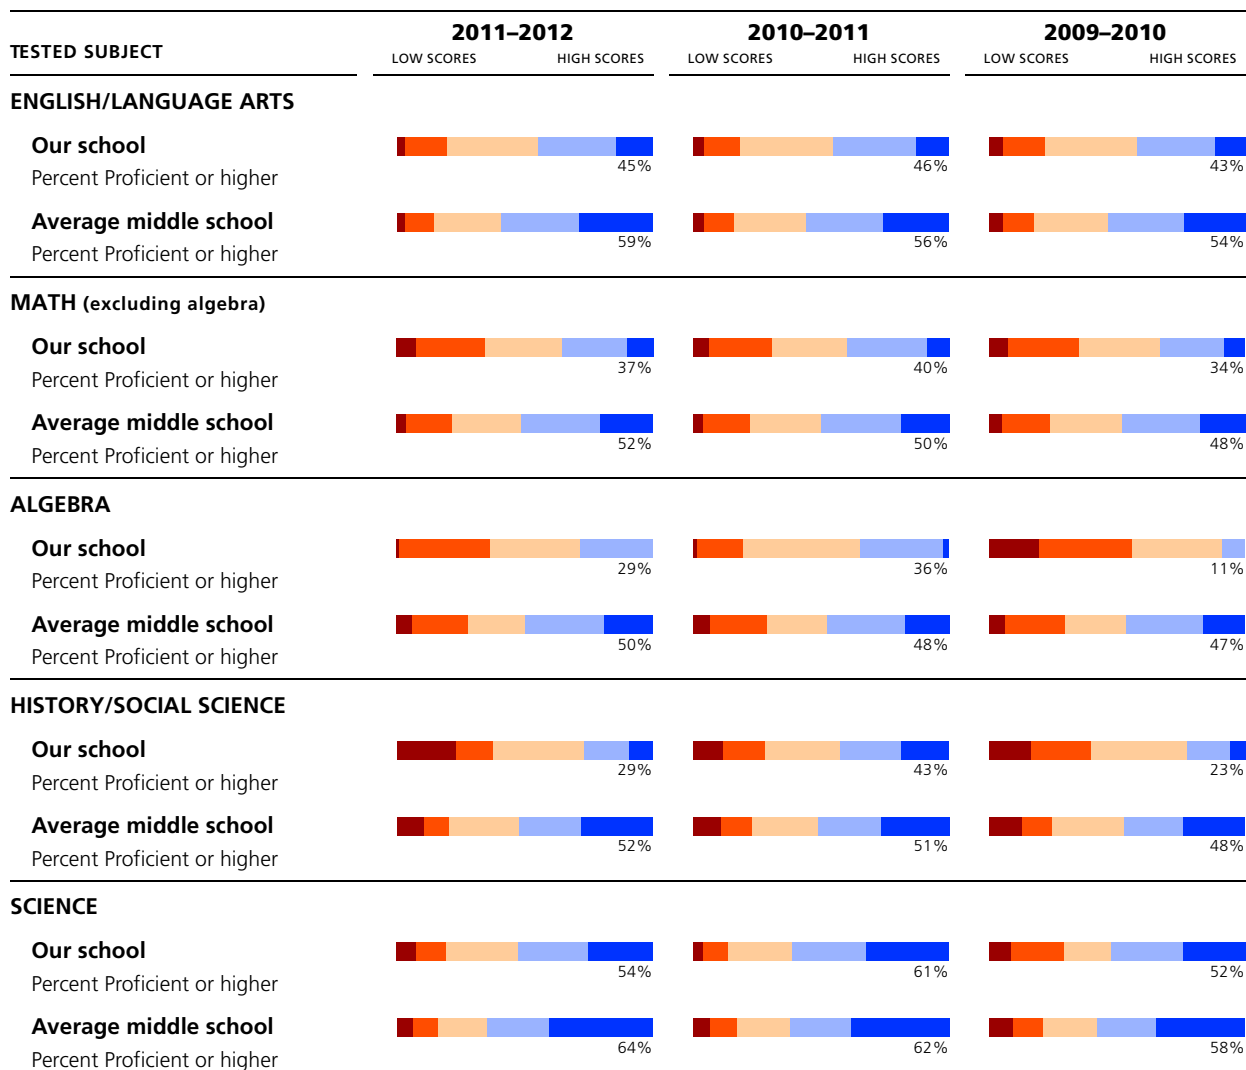 2011–2012 2010–2011 2009–2010
TESTED SUBJECT LOW SCORES HIGH SCORES LOW SCORES HIGH SCORES LOW SCORES HIGH SCORES
ENGLISH/LANGUAGE ARTS
Our school
45% 46% 43%
Percent Proficient or higher
Average middle school
59% 56% 54%
Percent Proficient or higher
MATH (excluding algebra)
Our school
37% 40% 34%
Percent Proficient or higher
Average middle school
52% 50% 48%
Percent Proficient or higher
ALGEBRA
Our school
29% 36% 11%
Percent Proficient or higher
Average middle school
50% 48% 47%
Percent Proficient or higher
HISTORY/SOCIAL SCIENCE
Our school
29% 43% 23%
Percent Proficient or higher
Average middle school
52% 51% 48%
Percent Proficient or higher
SCIENCE
Our school
54% 61% 52%
Percent Proficient or higher
Average middle school
64% 62% 58%
Percent Proficient or higher